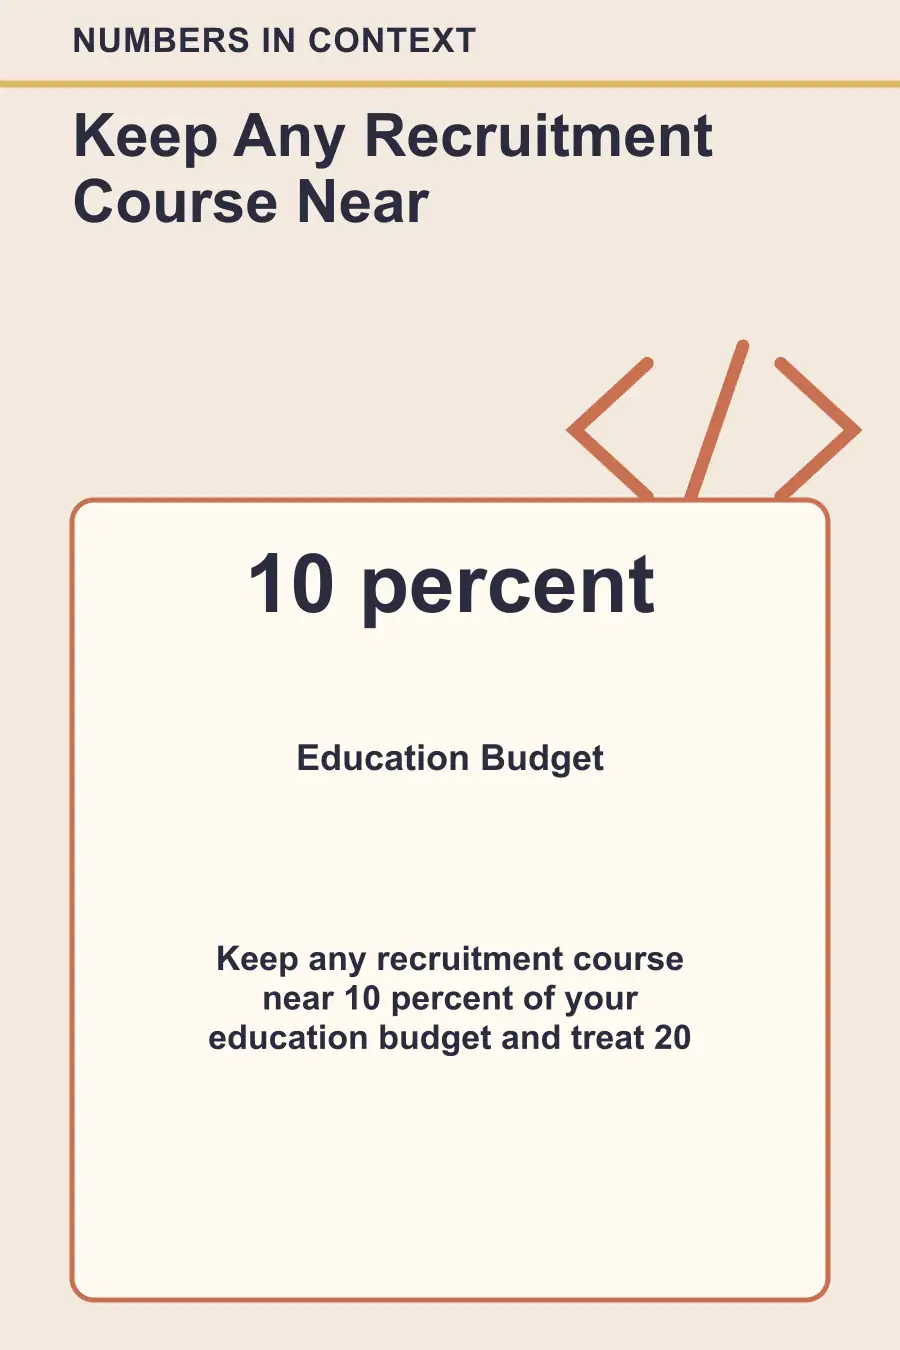 NUMBERS IN CONTEXT
Keep Any Recruitment
Course Near
10 percent
Education Budget
Keep any recruitment course
near 10 percent of your
education budget and treat 20